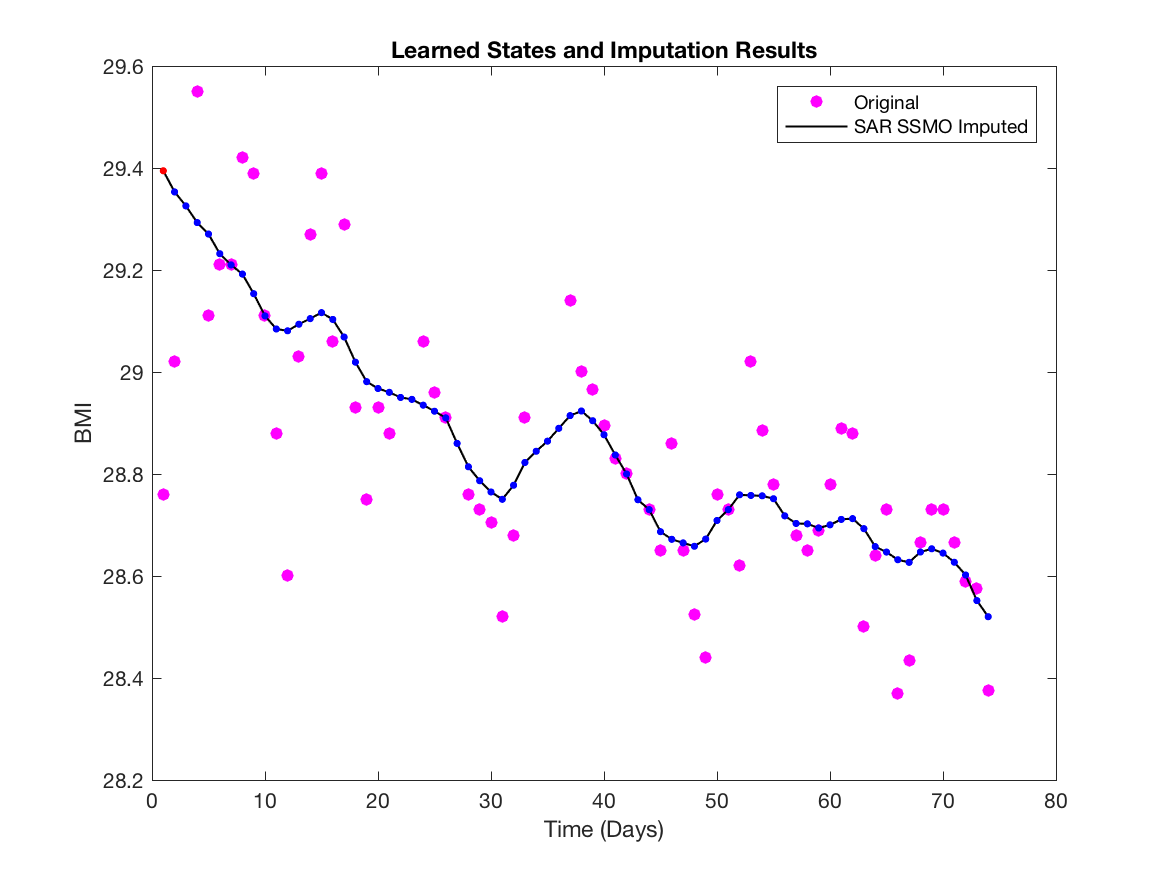 Learned States and Imputation Results
29.6
29.4
29.2
29
28.8
28.6
28.4
28.2
BMI
Original
SAR SSMO Imputed
0 10 20 30 40 50 60 70 80
Time (Days)